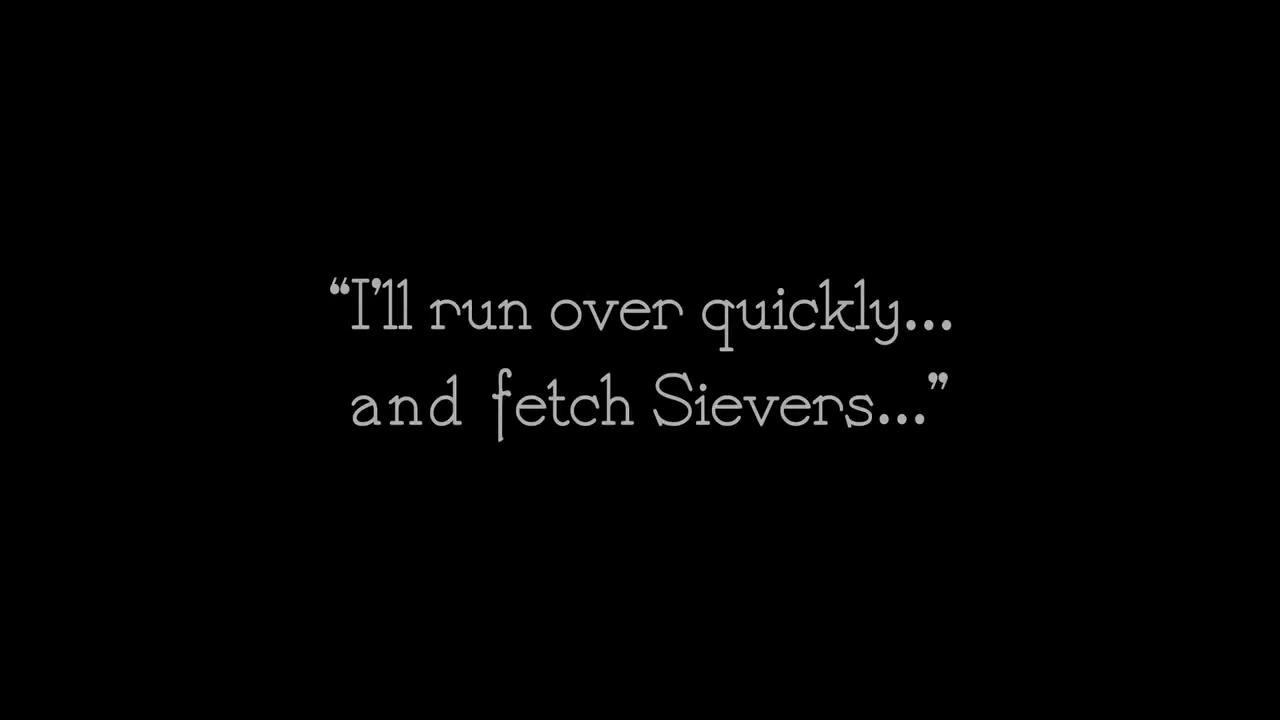 “I’ll run over quickly...
and fetch Sievers...”